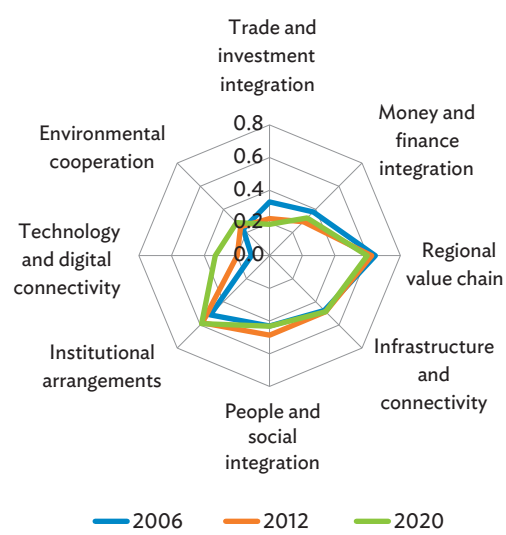 Trade and
investment
integration
Money and
finance
integration
Environmental
cooperation
0.8
0.6
0.4
0.2
0.0
Technology
and digital
connectivity
Regional
value chain
Institutional
arrangements
Infrastructure
and
connectivity
People and
social
integration
2006 2012 2020